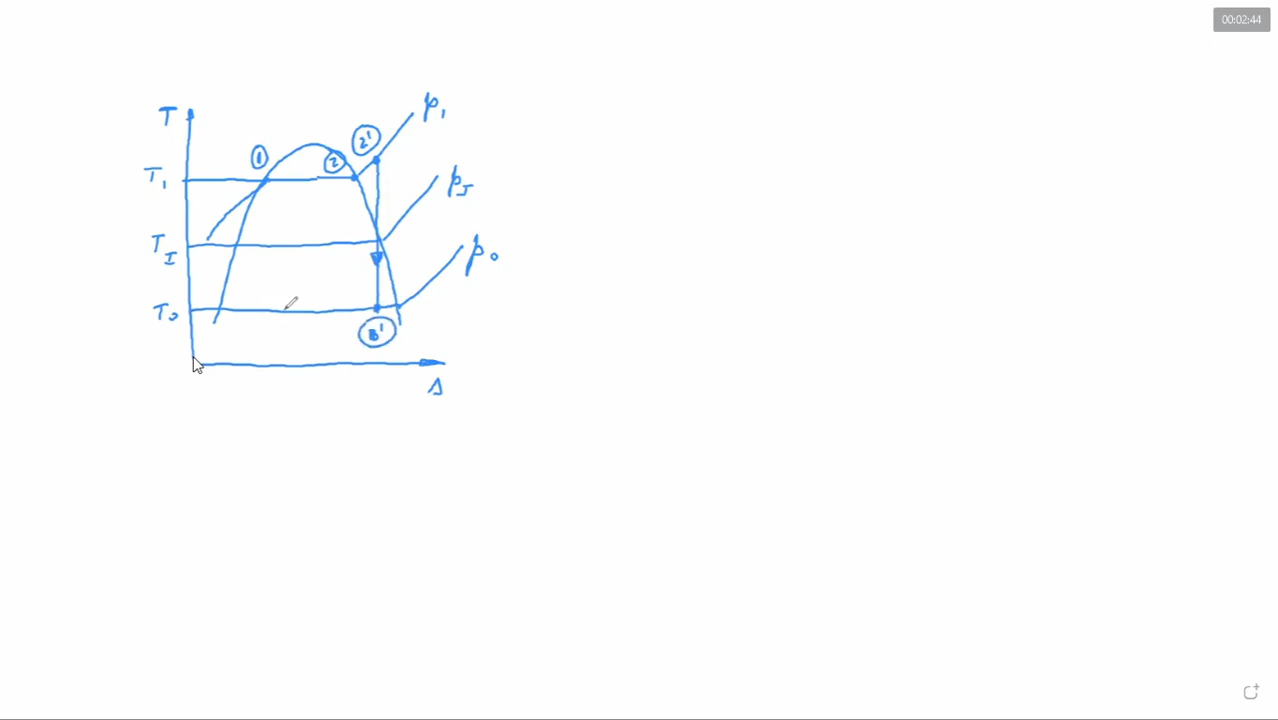 00:02:44
T
p₁
1
2
2'
T₁
p_I
T_I
p₀
T₀
3'
s